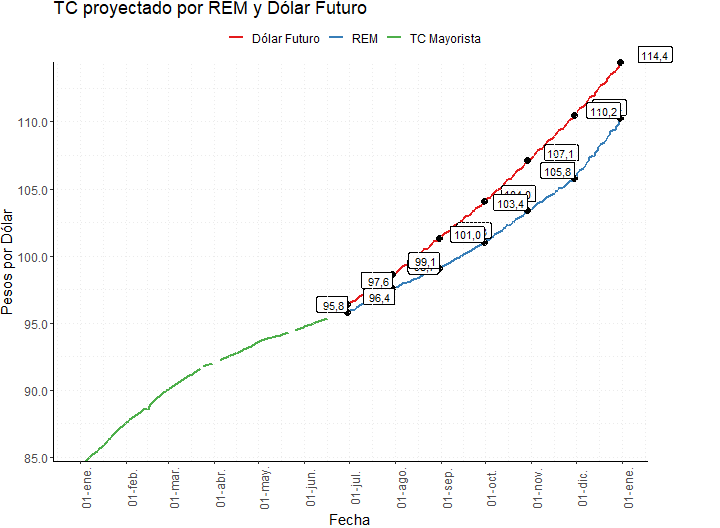 TC proyectado por REM y Dólar Futuro
Dólar Futuro
REM
TC Mayorista
114,4
110,2
107,1
105,8
103,4
101,0
99,1
97,6
96,4
95,8
110.0
105.0
100.0
95.0
90.0
85.0
Pesos por Dólar
01-ene.
01-feb.
01-mar.
01-abr.
01-may.
01-jun.
01-jul.
01-ago.
01-sep.
01-oct.
01-nov.
01-dic.
01-ene.
Fecha